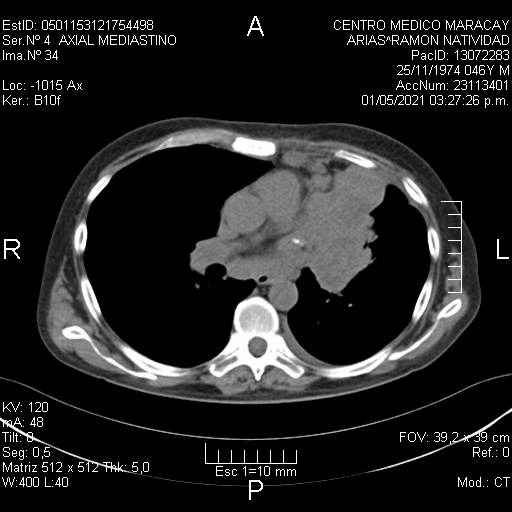 EstID: 0501153121754498
Ser.Nº 4 AXIAL MEDIASTINO
Ima.Nº 34
Loc: -1015 Ax
Ker.: B10f
A
CENTRO MEDICO MARACAY
ARIAS^RAMON NATIVIDAD
PacID: 13072283
25/11/1974 046Y M
AccNum: 23113401
01/05/2021 03:27:26 p.m.
R
L
KV: 120
mA: 48
Tilt: 0
Seg: 0,5
Matriz 512 x 512 Thk: 5,0
W:400 L:40
Esc 1=10 mm
P
FOV: 39,2 x 39 cm
Ref.: 0
Mod.: CT